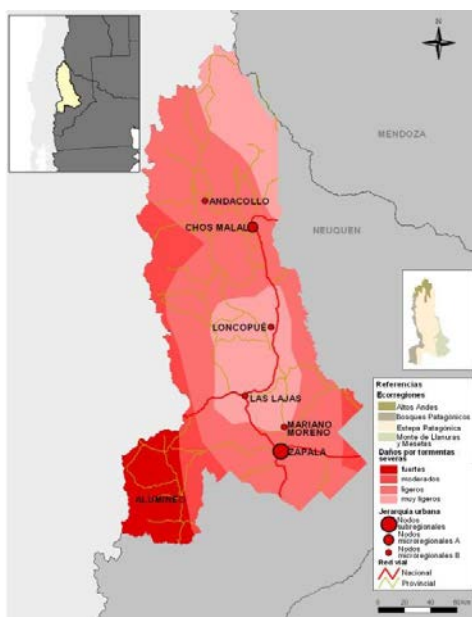 N
MENDOZA
NEUQUEN
ANDACOLLO
CHOS MALAL
LONCOPUÉ
LAS LAJAS
MARIANO
MORENO
ZAPALA
ALUMINÉ
Referencias
Ecorregiones
Altos Andes
Bosques Patagónicos
Estepa Patagónica
Monte de Llanuras
y Mesetas
Daños por tormentas
severas
fuertes
moderados
ligeros
muy ligeros
Jerarquía urbana
Nodos
subregionales
Nodos
microregionales A
Nodos
microregionales B
Red vial
Nacional
Provincial
0 20 40 60 km